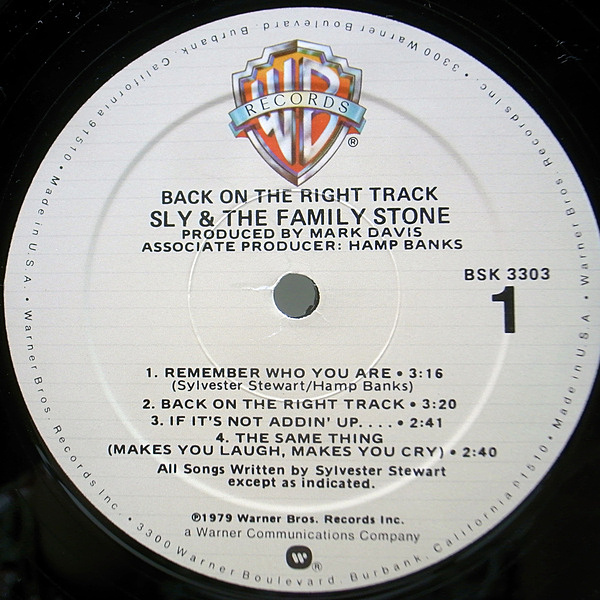 WB
RECORDS
®
BACK ON THE RIGHT TRACK
SLY & THE FAMILY STONE
PRODUCED BY MARK DAVIS
ASSOCIATE PRODUCER: HAMP BANKS
BSK 3303
1
1. REMEMBER WHO YOU ARE • 3:16
(Sylvester Stewart/Hamp Banks)
2. BACK ON THE RIGHT TRACK • 3:20
3. IF IT'S NOT ADDIN' UP. . . . • 2:41
4. THE SAME THING
(MAKES YOU LAUGH, MAKES YOU CRY) • 2:40
All Songs Written by Sylvester Stewart
except as indicated.
℗1979 Warner Bros. Records Inc.
a Warner Communications Company
W ®
Warner Bros. Records Inc. • 3300 Warner Boulevard, Burbank, California 91510 • Made in U.S.A. • Warner Bros. Records Inc. • 3300 Warner Boulevard, Burbank, California 91510 • Made in U.S.A. •